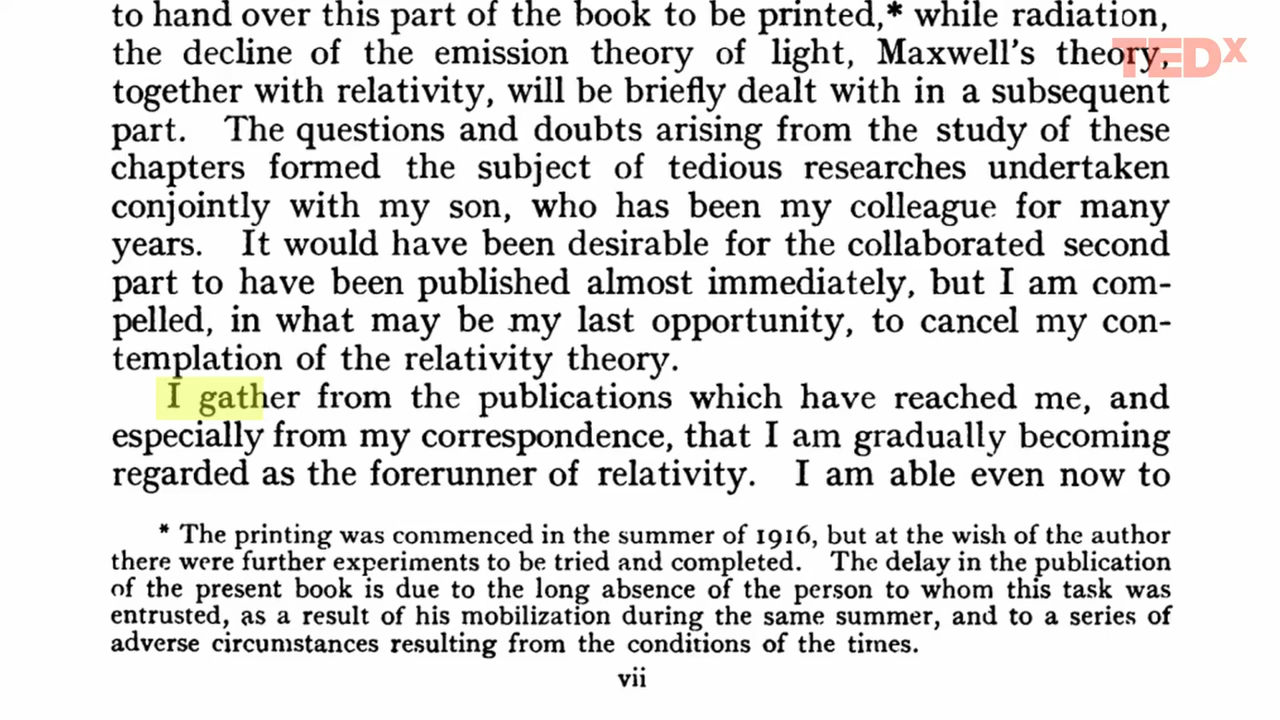 to hand over this part of the book to be printed,* while radiation,
the decline of the emission theory of light, Maxwell's theory,
together with relativity, will be briefly dealt with in a subsequent
part. The questions and doubts arising from the study of these
chapters formed the subject of tedious researches undertaken
conjointly with my son, who has been my colleague for many
years. It would have been desirable for the collaborated second
part to have been published almost immediately, but I am com-
pelled, in what may be my last opportunity, to cancel my con-
templation of the relativity theory.
I gather from the publications which have reached me, and
especially from my correspondence, that I am gradually becoming
regarded as the forerunner of relativity. I am able even now to
* The printing was commenced in the summer of 1916, but at the wish of the author
there were further experiments to be tried and completed. The delay in the publication
of the present book is due to the long absence of the person to whom this task was
entrusted, as a result of his mobilization during the same summer, and to a series of
adverse circumstances resulting from the conditions of the times.
vii
TEDx